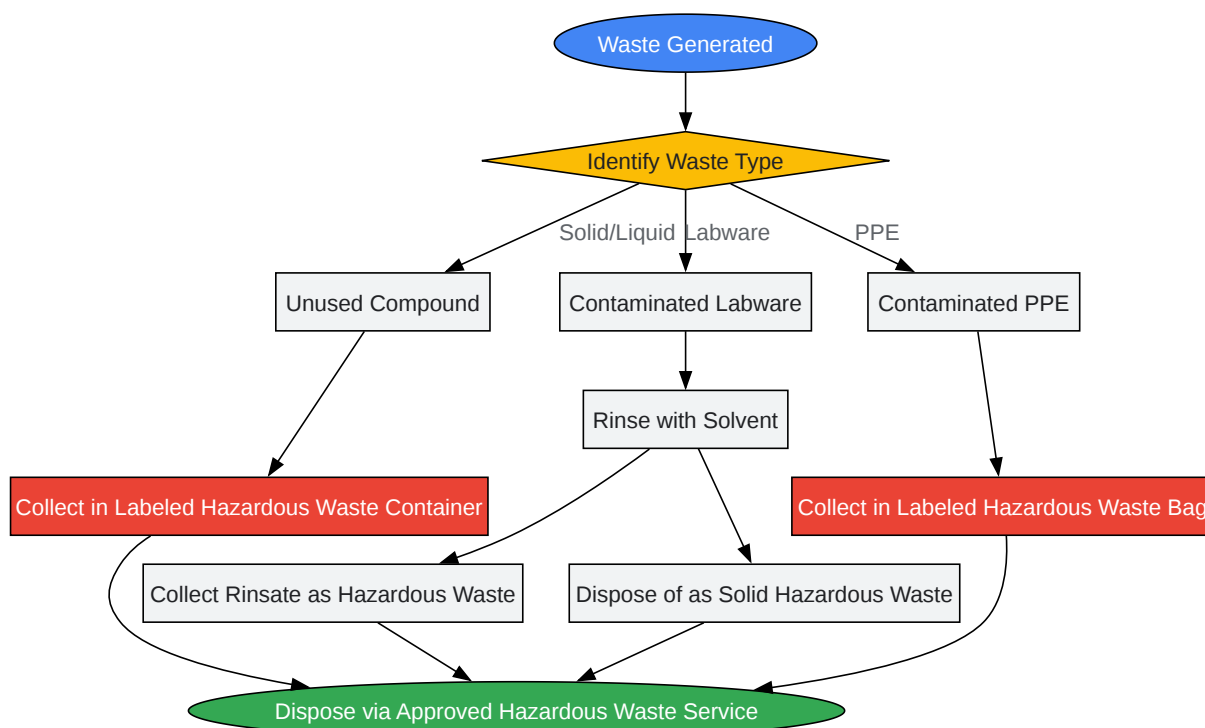 Waste Generated
Identify Waste Type
Solid/Liquid
Labware
PPE
Unused Compound
Contaminated Labware
Contaminated PPE
Rinse with Solvent
Collect in Labeled Hazardous Waste Container
Collect in Labeled Hazardous Waste Bag
Collect Rinsate as Hazardous Waste
Dispose of as Solid Hazardous Waste
Dispose via Approved Hazardous Waste Service